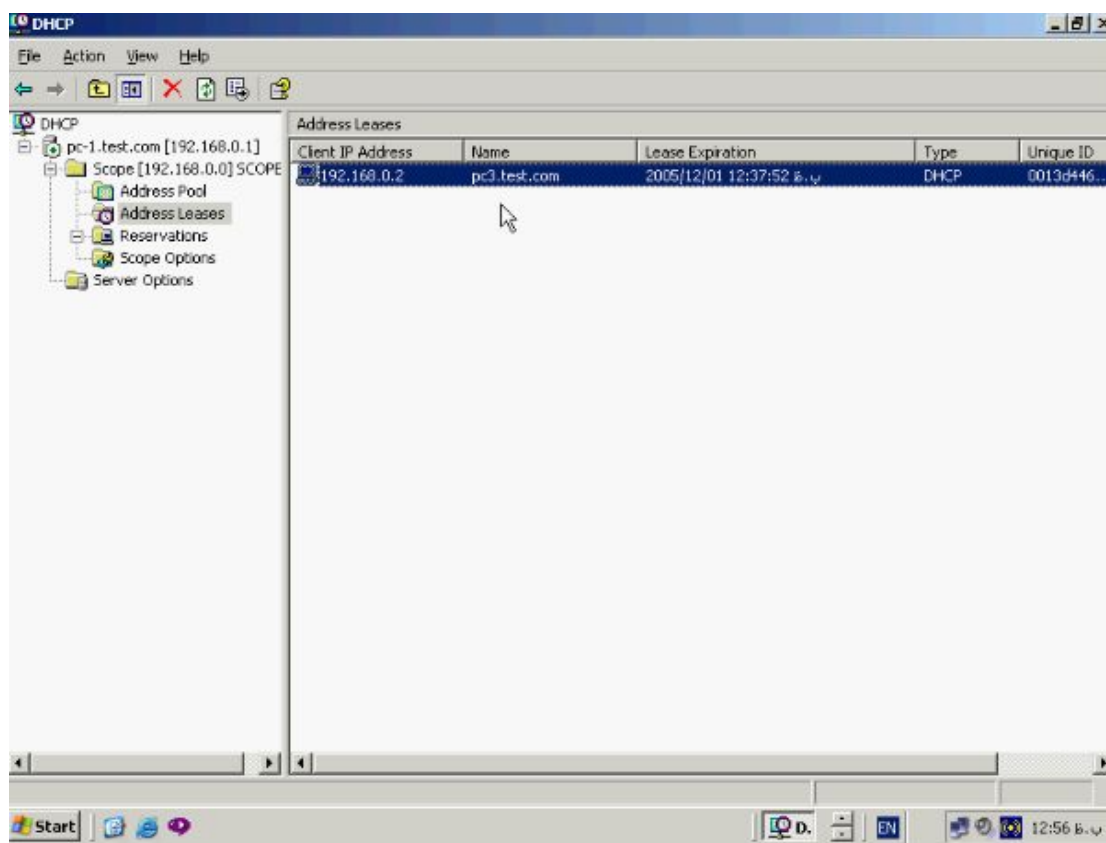 DHCP
File Action View Help
DHCP
pc-1.test.com [192.168.0.1]
Scope [192.168.0.0] SCOPE
Address Pool
Address Leases
Reservations
Scope Options
Server Options
Address Leases
Client IP Address Name Lease Expiration Type Unique ID
192.168.0.2 pc3.test.com 2005/12/01 12:37:52 ب.ظ DHCP 0013d446...
Start D. EN 12:56 ب.ظ